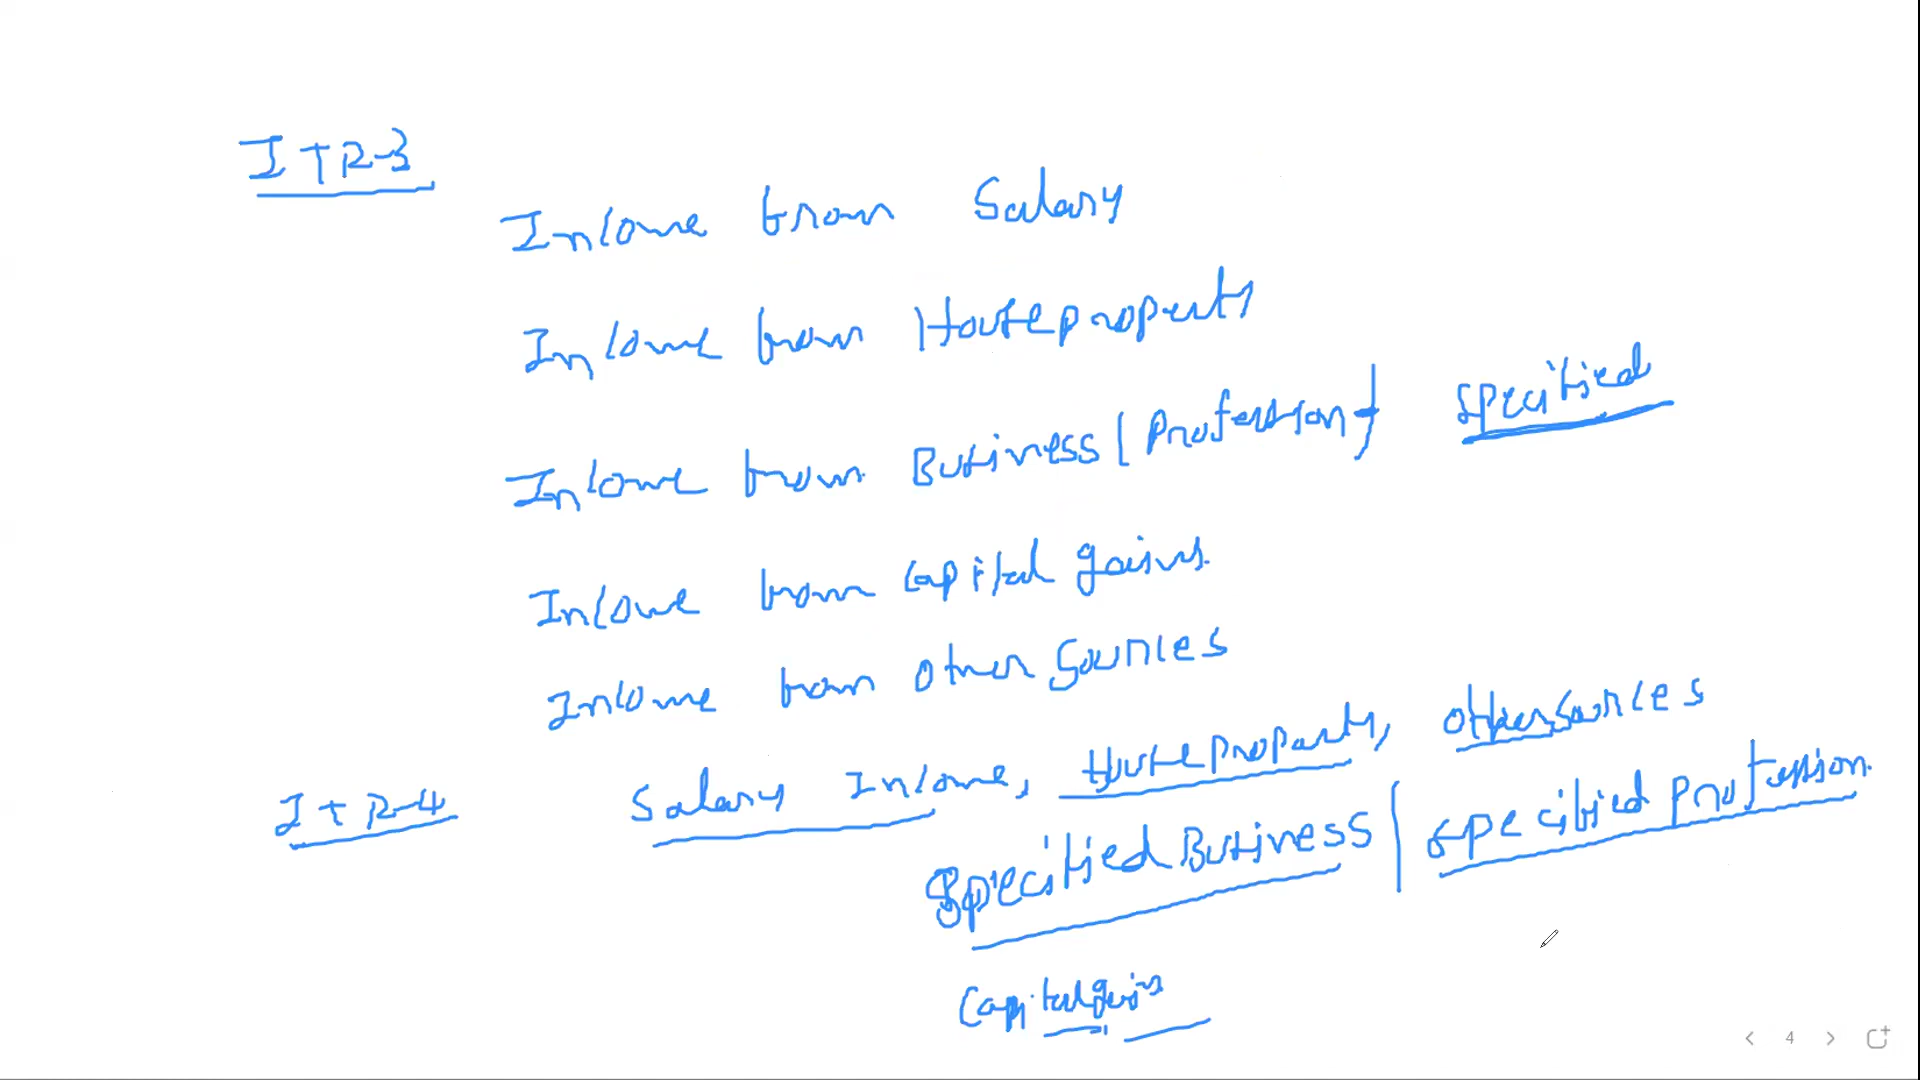 ITR-3
Income from Salary
Income from House property
Income from Business (Profession) specified
Income from capital gains.
Income from other sources
ITR-4 Salary Income, House property, other sources
Specified Business | specified profession.
Capital gains
4